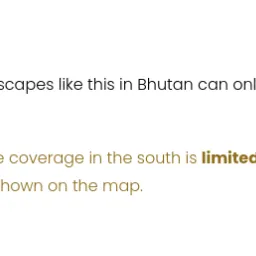 scapes like this in Bhutan can onl
e coverage in the south is limited
hown on the map.